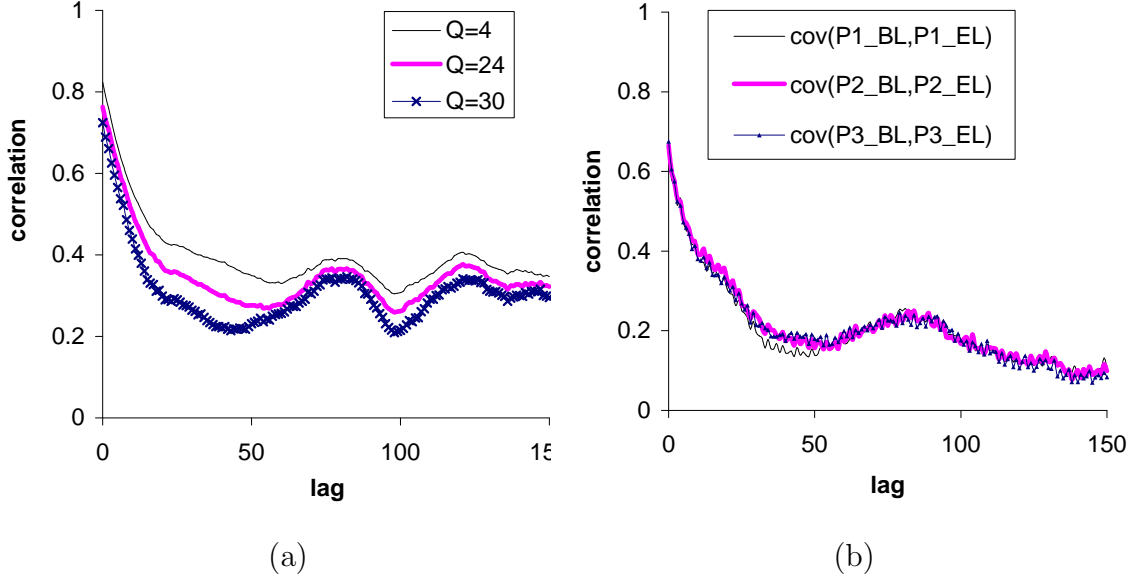 1
0.8
0.6
0.4
0.2
0
0
50
100
15
correlation
lag
Q=4
Q=24
Q=30
(a)
1
0.8
0.6
0.4
0.2
0
0
50
100
150
correlation
lag
cov(P1_BL,P1_EL)
cov(P2_BL,P2_EL)
cov(P3_BL,P3_EL)
(b)